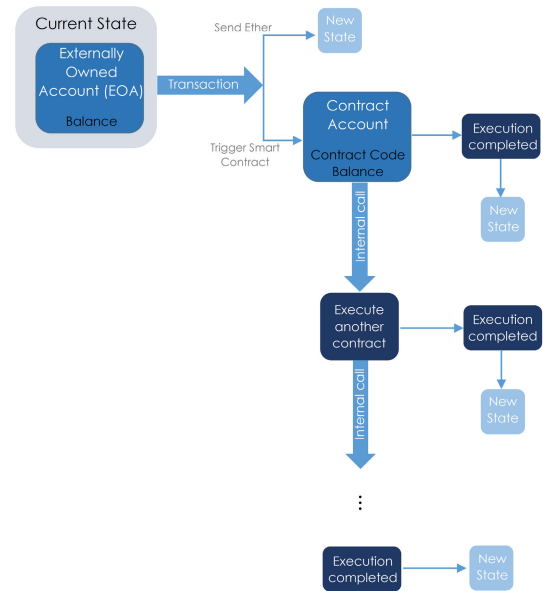 Current State
Externally
Owned
Account (EOA)
Balance
Transaction
Send Ether
New
State
Trigger Smart
Contract
Contract
Account
Contract Code
Balance
Execution
completed
New
State
Internal call
Execute
another
contract
Execution
completed
New
State
Internal call
...
Execution
completed
New
State